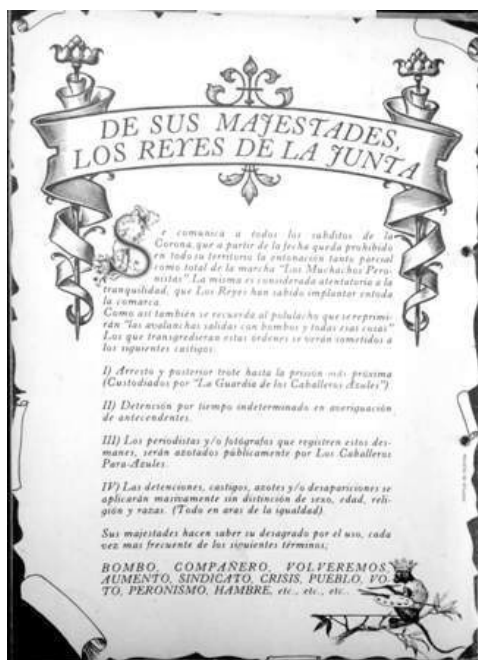 DE SUS MAJESTADES,
LOS REYES DE LA JUNTA
Se comunica a todos los subditos de la
Corona, que a partir de la fecha queda prohibido
en todo su territorio la entonación tanto parcial
como total de la marcha "Los Muchachos Pero-
nistas" La misma es considerada atentatoria a la
tranquilidad, que Los Reyes han sabido implantar entoda
la comarca.
Como así también se recuerda al populacho que se reprimi-
rán "las avalanchas salidas con bombos y todas esas cosas"
Los que transgredieran estas órdenes se verán sometidos a
los siguientes castigos:
I) Arresto y posterior trote hasta la prisión más próxima
(Custodiados por "La Guardia de los Caballeros Azules")
II) Detención por tiempo indeterminado en averiguación
de antecedentes.
III) Los periodistas y/o fotógrafos que registren estos des-
manes, serán azotados públicamente por Los Caballeros
Para-Azules.
IV) Las detenciones, castigos, azotes y/o desapariciones se
aplicarán masivamente sin distinción de sexo, edad, reli-
gión y razas. (Todo en aras de la igualdad)
Sus majestades hacen saber su desagrado por el uso, cada
vez mas frecuente de los siguientes términos;
BOMBO, COMPAÑERO, VOLVEREMOS,
AUMENTO, SINDICATO, CRISIS, PUEBLO, VO-
TO, PERONISMO, HAMBRE, etc., etc., etc..